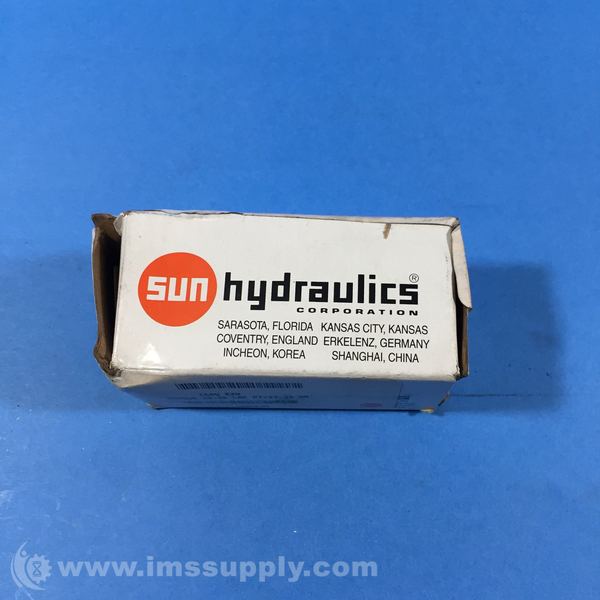 sun hydraulics®
CORPORATION
SARASOTA, FLORIDA KANSAS CITY, KANSAS
COVENTRY, ENGLAND ERKELENZ, GERMANY
INCHEON, KOREA SHANGHAI, CHINA
© www.imssupply.com